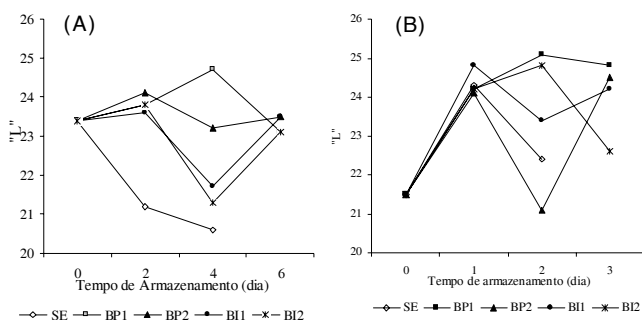 (A)
26
25
24
23
22
21
20
"L"
0 2 4 6
Tempo de Armazenamento (dia)
SE BP1 BP2 BI1 BI2
(B)
26
25
24
23
22
21
20
"L"
0 1 2 3
Tempo de armazenamento (dia)
SE BP1 BP2 BI1 BI2